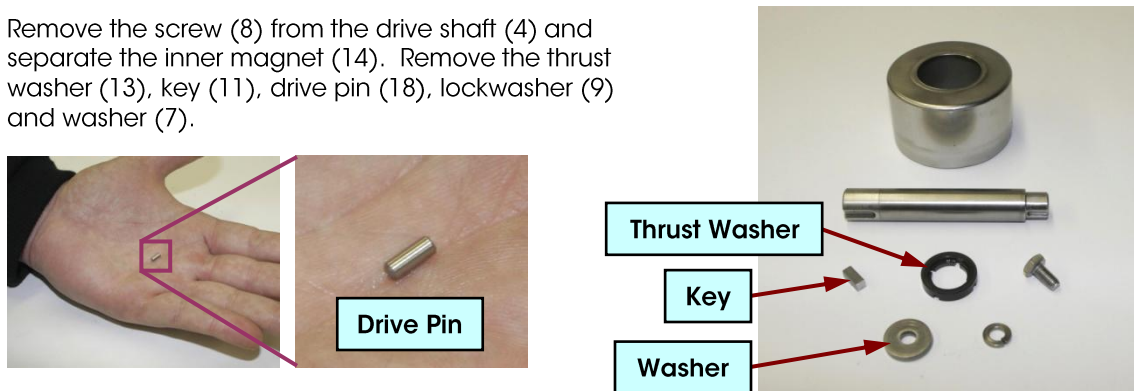 Remove the screw (8) from the drive shaft (4) and
separate the inner magnet (14).  Remove the thrust
washer (13), key (11), drive pin (18), lockwasher (9)
and washer (7).
Drive Pin
Thrust Washer
Key
Washer